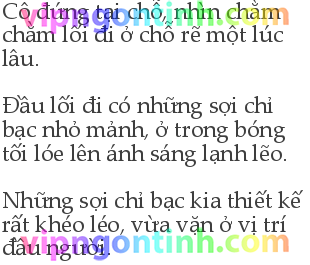 Cô đứng tại chỗ, nhìn chằm
chằm lối đi ở chỗ rẽ một lúc
lâu.
Đầu lối đi có những sợi chỉ
bạc nhỏ mảnh, ở trong bóng
tối lóe lên ánh sáng lạnh lẽo.
Những sợi chỉ bạc kia thiết kế
rất khéo léo, vừa vặn ở vị trí
đầu người.
vipngontinh.com
vipngontinh.com